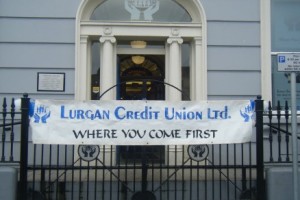 Lurgan Credit Union Ltd.
WHERE YOU COME FIRST